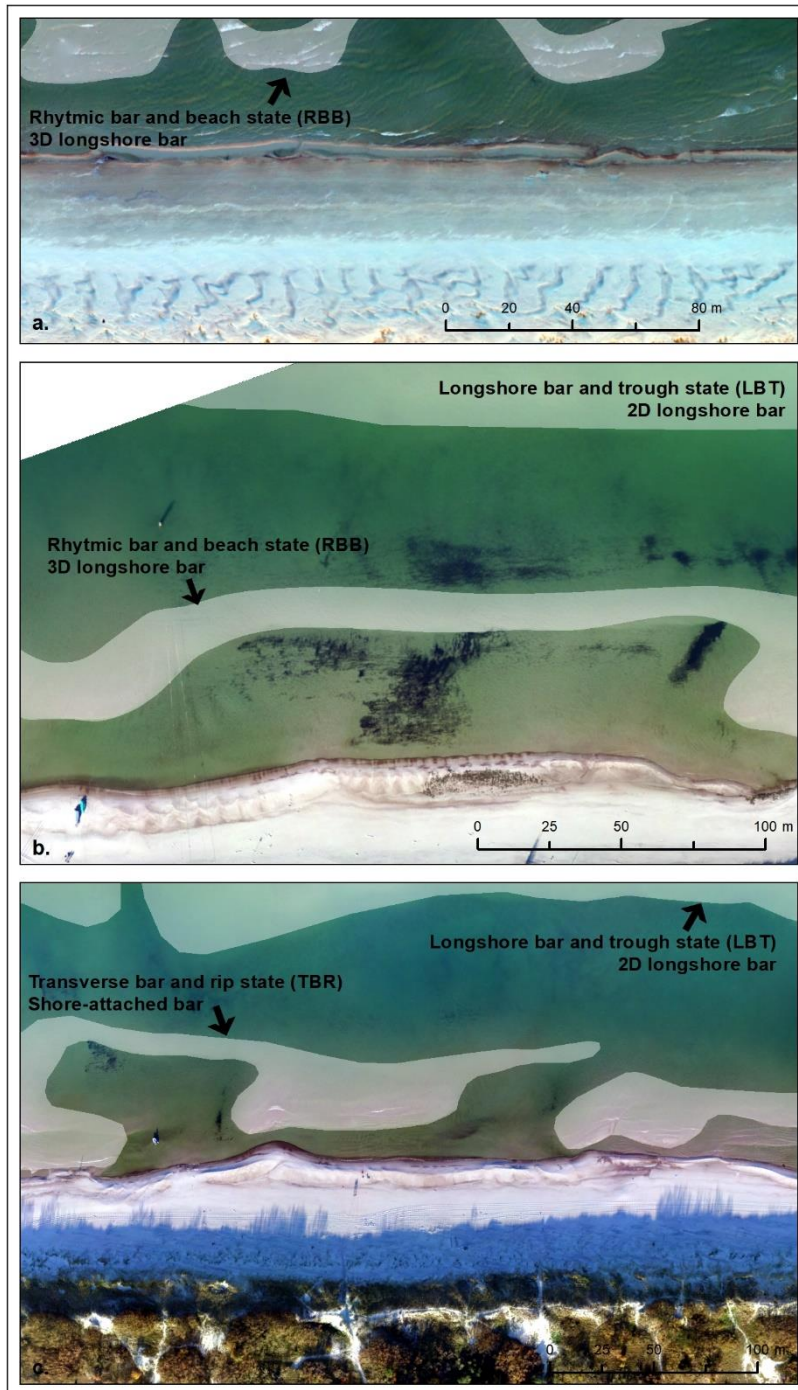 Rhytmic bar and beach state (RBB)
3D longshore bar
0 20 40 80 m
a.
Longshore bar and trough state (LBT)
2D longshore bar
Rhytmic bar and beach state (RBB)
3D longshore bar
0 25 50 100 m
b.
Longshore bar and trough state (LBT)
2D longshore bar
Transverse bar and rip state (TBR)
Shore-attached bar
0 25 50 100 m
c.